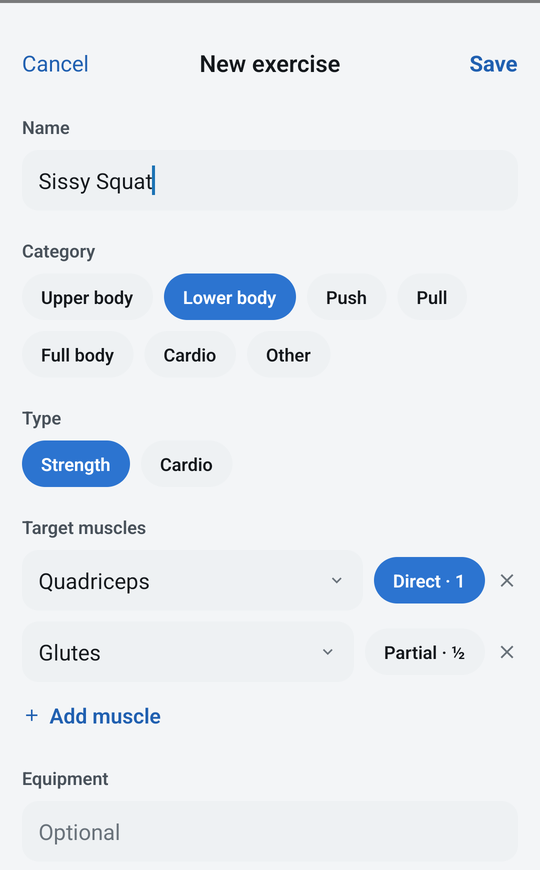 Cancel New exercise Save
Name
Sissy Squat
Category
Upper body Lower body Push Pull
Full body Cardio Other
Type
Strength Cardio
Target muscles
Quadriceps Direct · 1
Glutes Partial · ½
+ Add muscle
Equipment
Optional